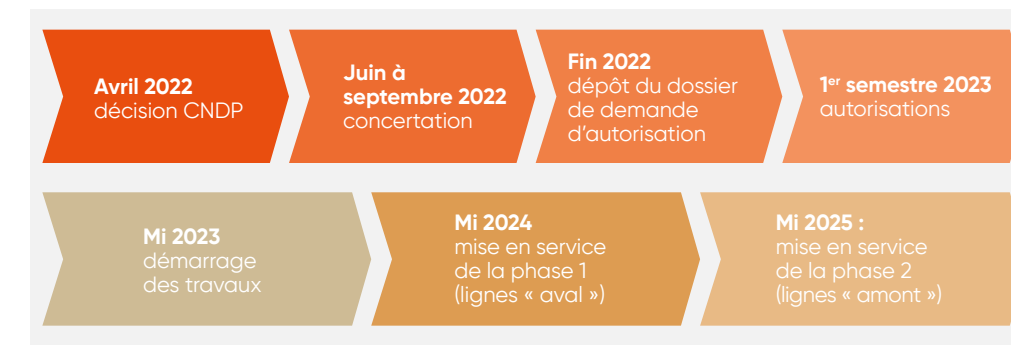 Avril 2022
décision CNDP
Juin à
septembre 2022
concertation
Fin 2022
dépôt du dossier
de demande
d'autorisation
1er semestre 2023
autorisations
Mi 2023
démarrage
des travaux
Mi 2024
mise en service
de la phase 1
(lignes « aval »)
Mi 2025 :
mise en service
de la phase 2
(lignes « amont »)